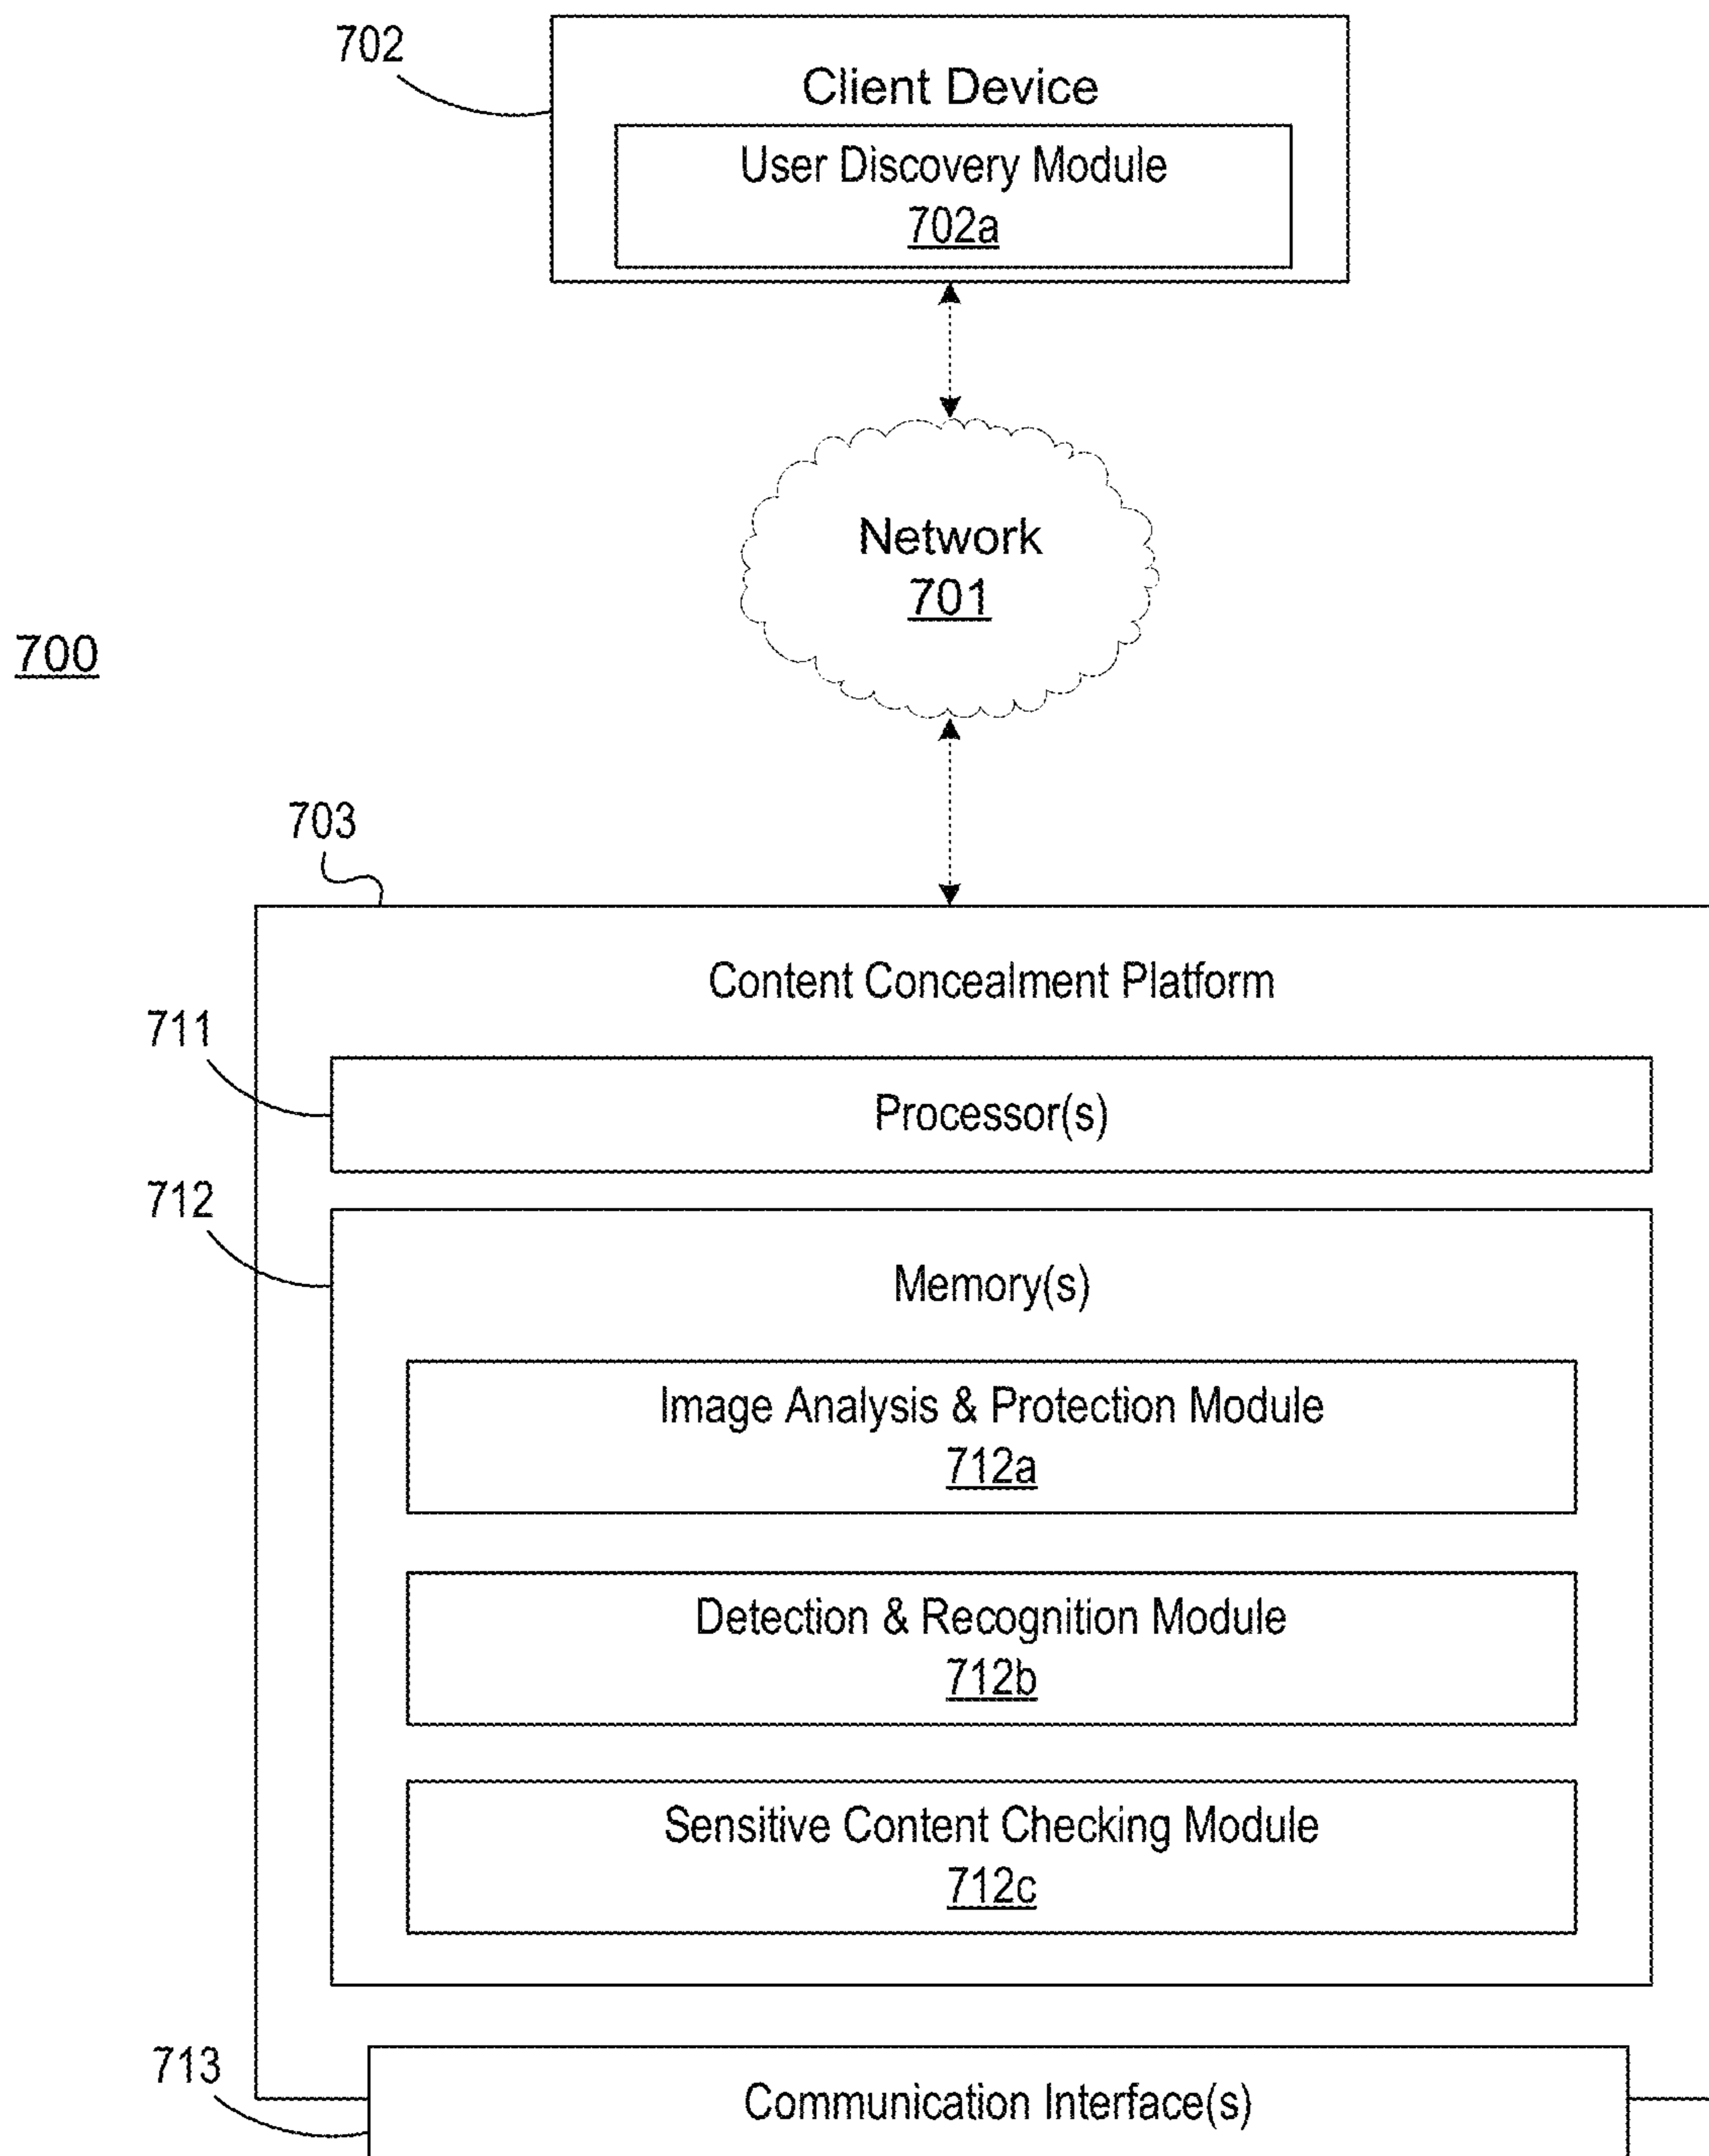 702
Client Device
User Discovery Module
702a
Network
701
700
703
Content Concealment Platform
711
Processor(s)
712
Memory(s)
Image Analysis & Protection Module
712a
Detection & Recognition Module
712b
Sensitive Content Checking Module
712c
713
Communication Interface(s)